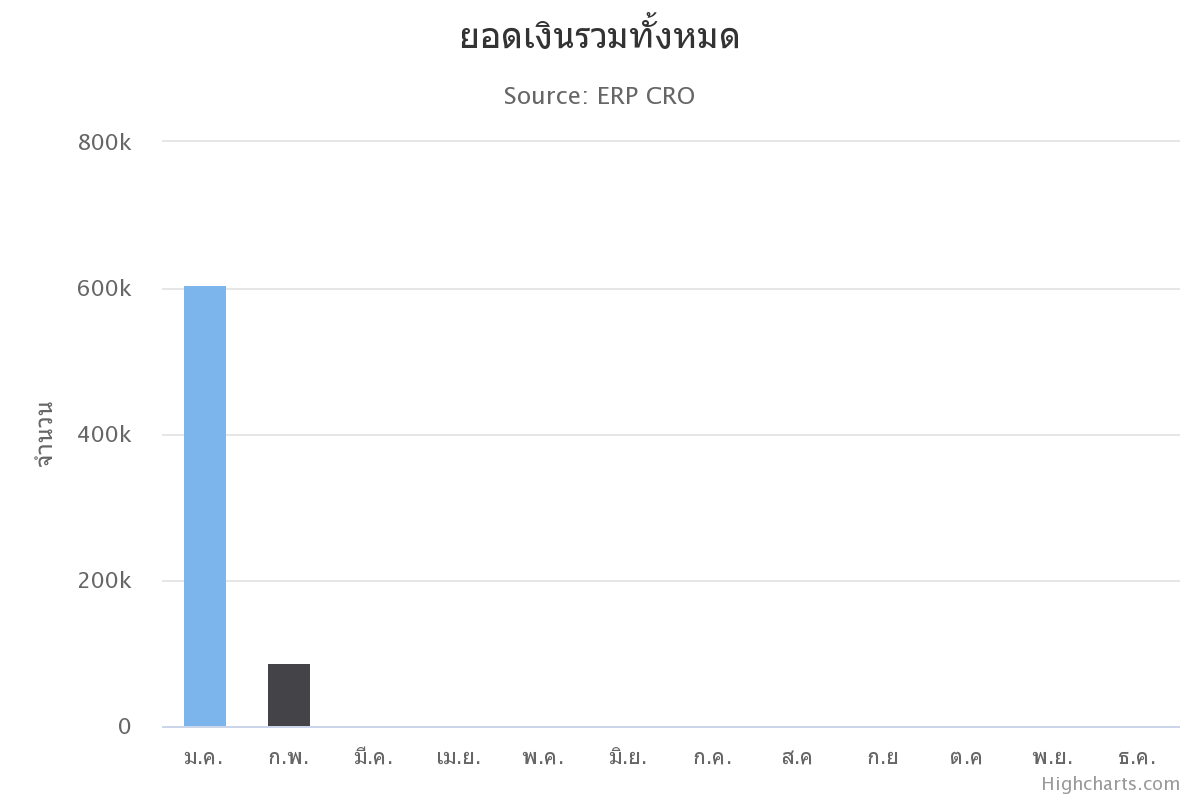 ยอดเงินรวมทั้งหมด
Source: ERP CRO
800k
600k
400k
200k
0
จำนวน
ม.ค. ก.พ. มี.ค. เม.ย. พ.ค. มิ.ย. ก.ค. ส.ค ก.ย ต.ค พ.ย. ธ.ค.
Highcharts.com